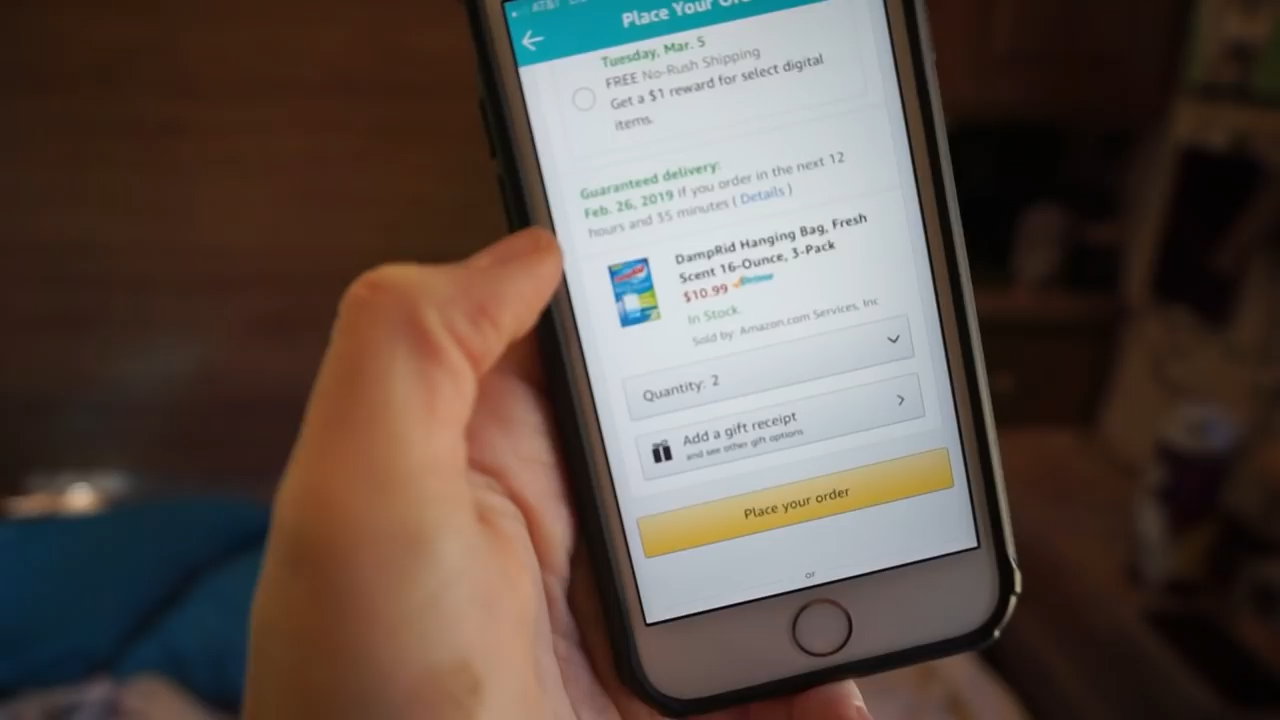 AT&T
Place Your
Tuesday, Mar. 5
FREE No-Rush Shipping
Get a $1 reward for select digital
items.
Guaranteed delivery:
Feb. 26, 2019 If you order in the next 12
hours and 35 minutes ( Details )
DampRid Hanging Bag, Fresh
Scent 16-Ounce, 3-Pack
$10.99 Prime
In Stock.
Sold by: Amazon.com Services, Inc
Quantity: 2
Add a gift receipt
and see other gift options
Place your order
or